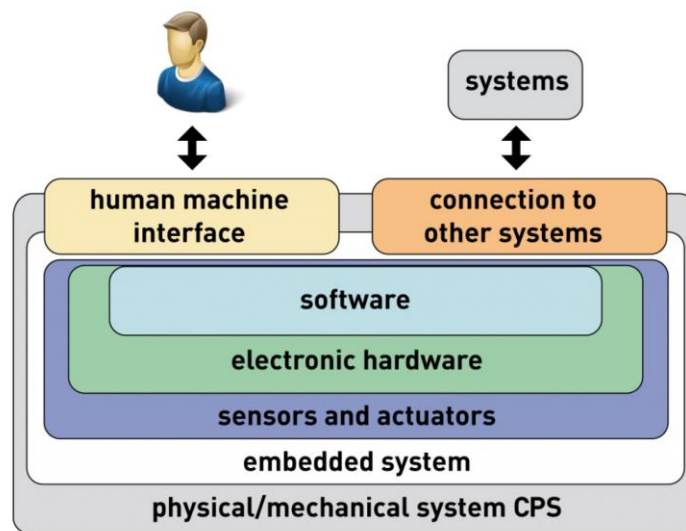 systems
human machine
interface
connection to
other systems
software
electronic hardware
sensors and actuators
embedded system
physical/mechanical system CPS